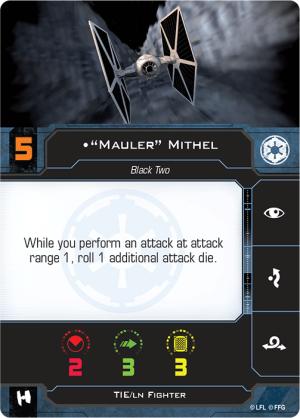 5
•“Mauler” Mithel
Black Two
While you perform an attack at attack
range 1, roll 1 additional attack die.
2 3 3
TIE/ln Fighter
©LFL ©FFG